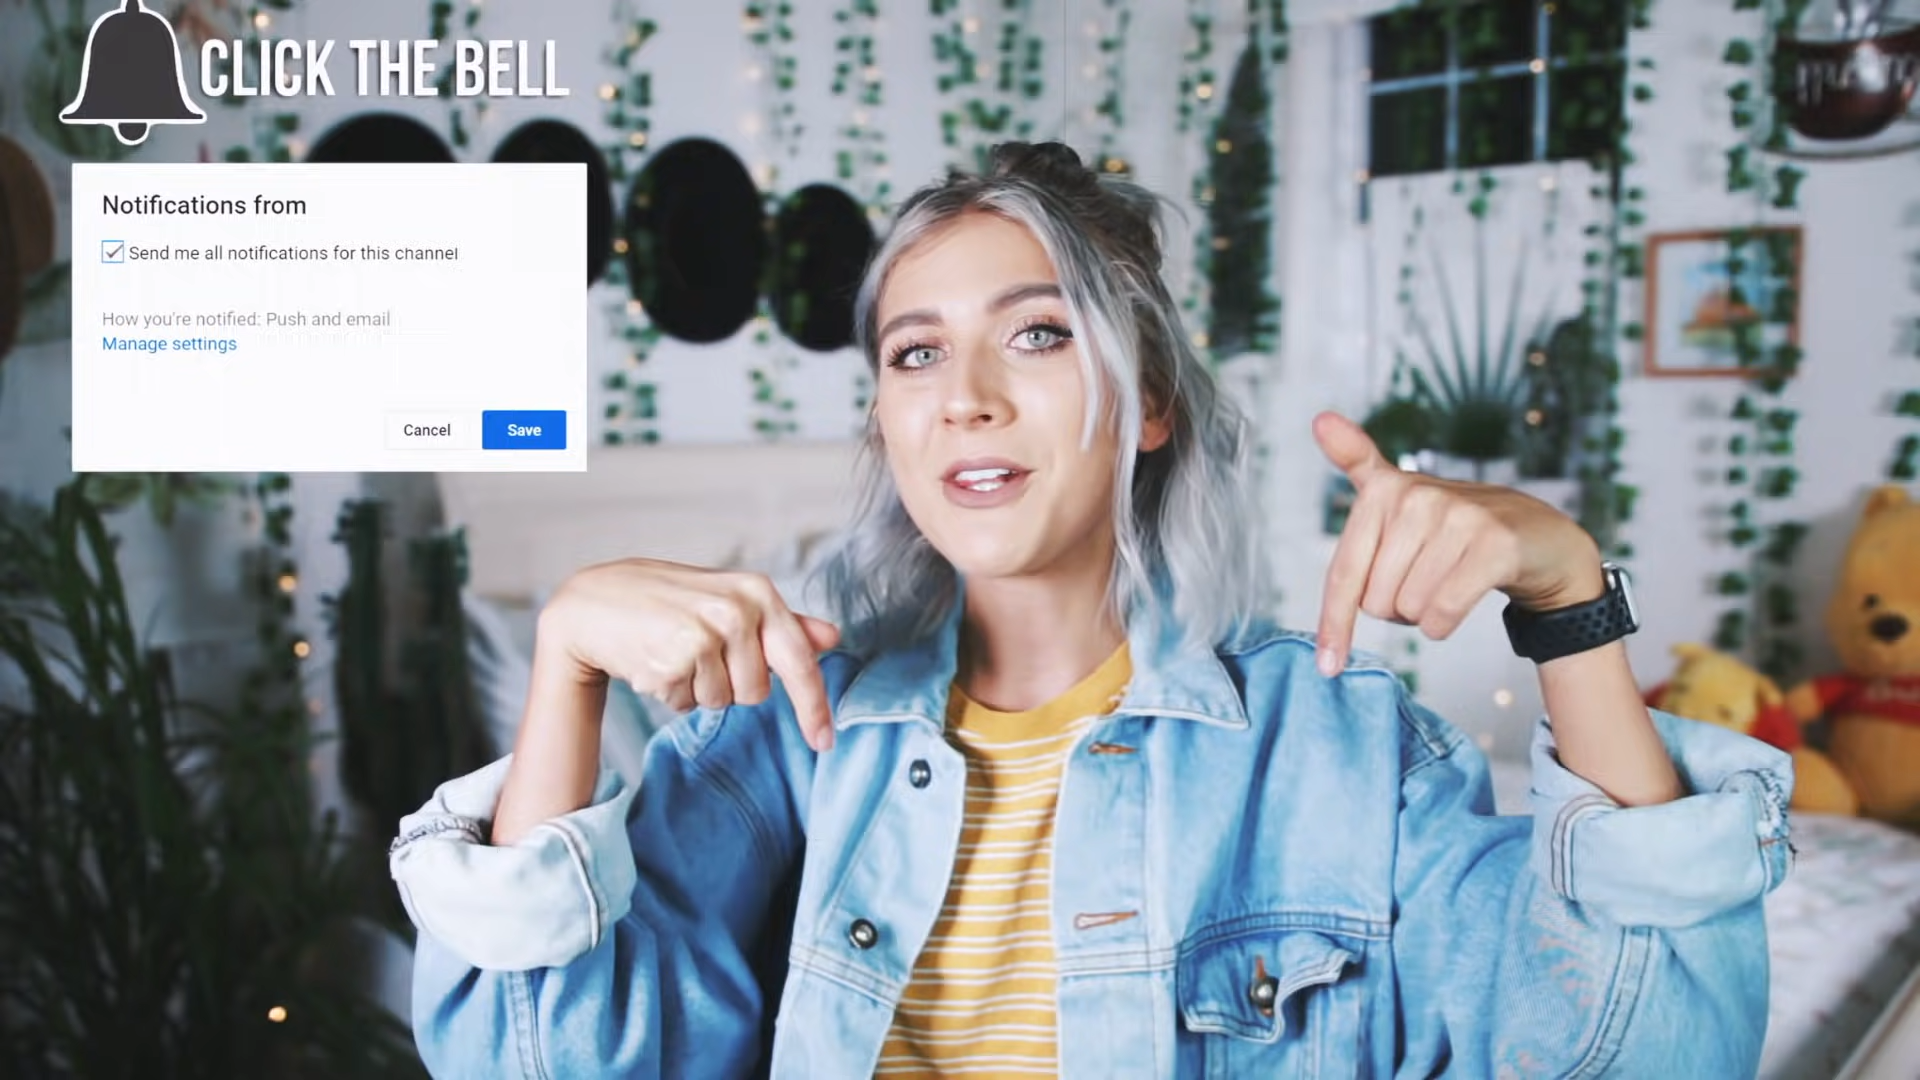 CLICK THE BELL
Notifications from
Send me all notifications for this channel
How you're notified: Push and email
Manage settings
Cancel
Save